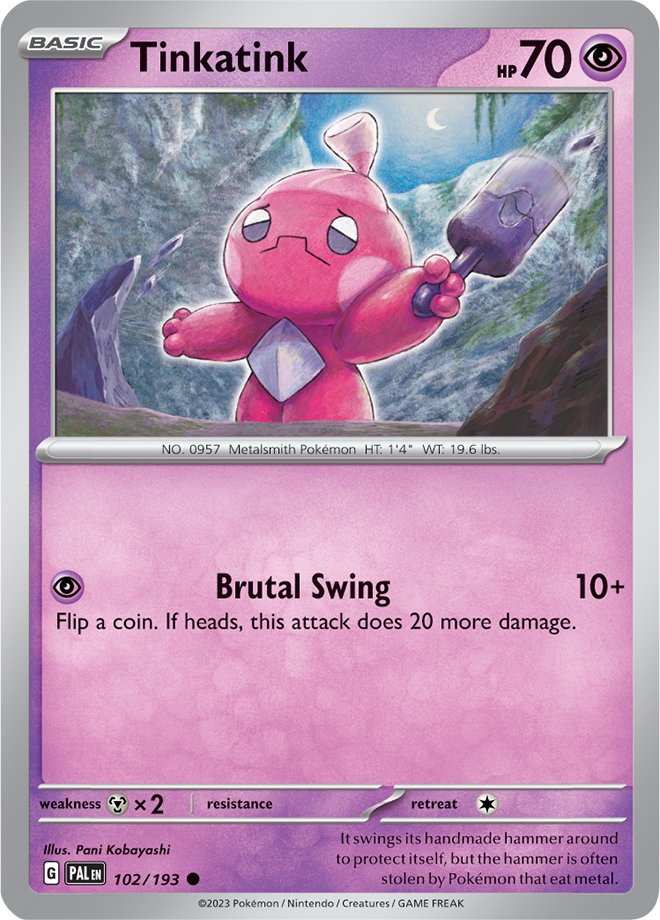 BASIC
Tinkatink
HP 70
NO. 0957 Metalsmith Pokémon HT: 1'4" WT: 19.6 lbs.
Brutal Swing 10+
Flip a coin. If heads, this attack does 20 more damage.
weakness ×2 resistance retreat
It swings its handmade hammer around
to protect itself, but the hammer is often
stolen by Pokémon that eat metal.
Illus. Pani Kobayashi
G PAL EN 102/193
©2023 Pokémon / Nintendo / Creatures / GAME FREAK